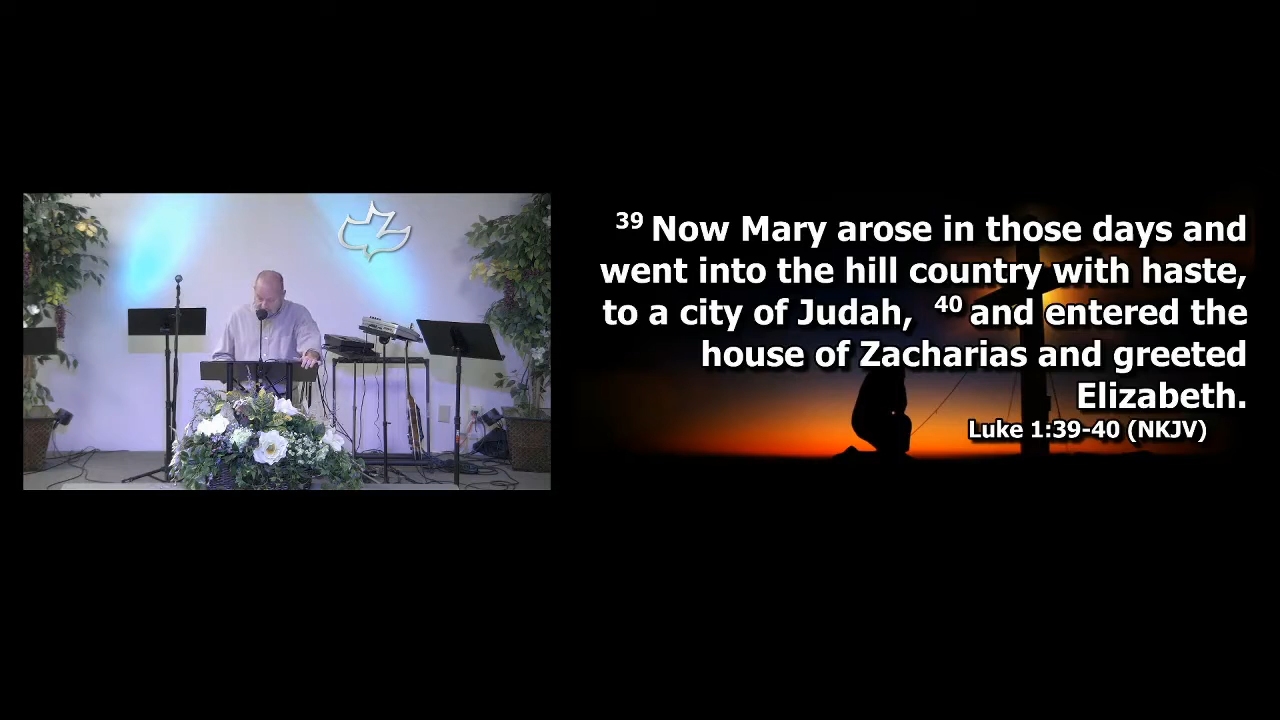 39 Now Mary arose in those days and
went into the hill country with haste,
to a city of Judah, 40 and entered the
house of Zacharias and greeted
Elizabeth.
Luke 1:39-40 (NKJV)